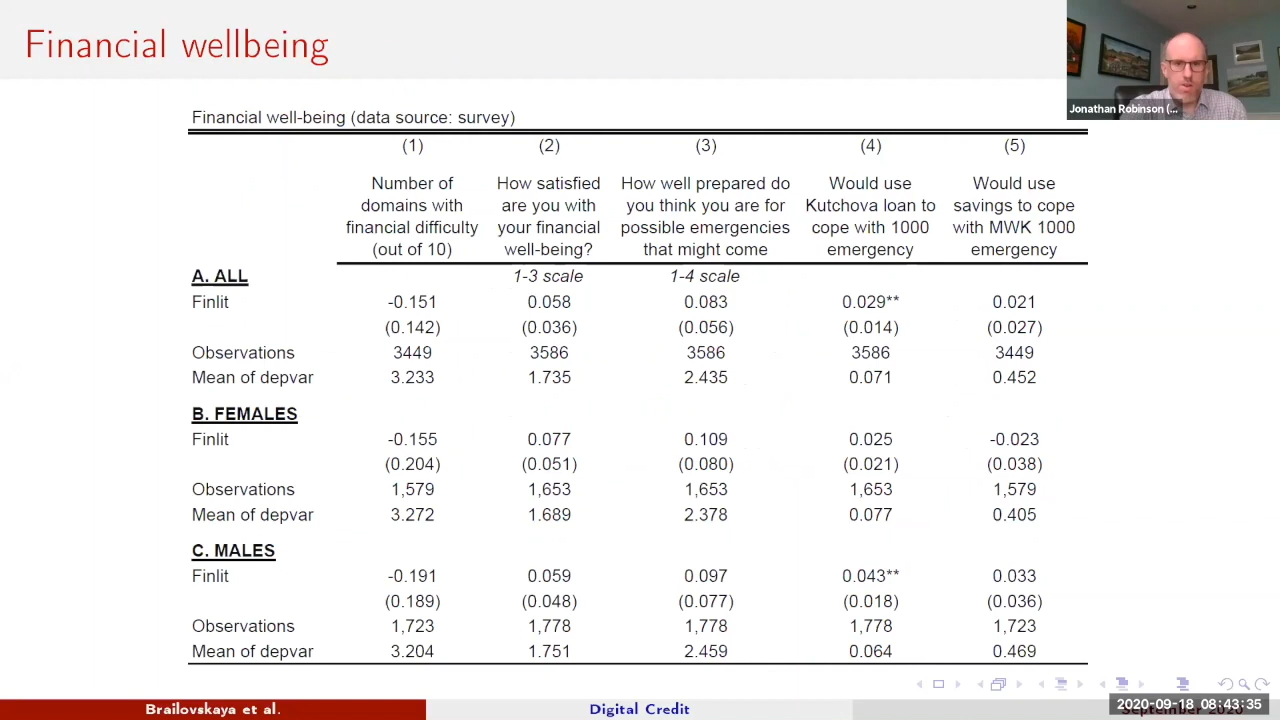 Financial wellbeing
Jonathan Robinson (...
Financial well-being (data source: survey)
(1) (2) (3) (4) (5)
Number of How satisfied How well prepared do Would use Would use
domains with are you with you think you are for Kutchova loan to savings to cope
financial difficulty your financial possible emergencies cope with 1000 with MWK 1000
(out of 10) well-being? that might come emergency emergency
A. ALL 1-3 scale 1-4 scale
Finlit -0.151 0.058 0.083 0.029** 0.021
(0.142) (0.036) (0.056) (0.014) (0.027)
Observations 3449 3586 3586 3586 3449
Mean of depvar 3.233 1.735 2.435 0.071 0.452
B. FEMALES
Finlit -0.155 0.077 0.109 0.025 -0.023
(0.204) (0.051) (0.080) (0.021) (0.038)
Observations 1,579 1,653 1,653 1,653 1,579
Mean of depvar 3.272 1.689 2.378 0.077 0.405
C. MALES
Finlit -0.191 0.059 0.097 0.043** 0.033
(0.189) (0.048) (0.077) (0.018) (0.036)
Observations 1,723 1,778 1,778 1,778 1,723
Mean of depvar 3.204 1.751 2.459 0.064 0.469
Brailovskaya et al. Digital Credit
2020-09-18 08:43:35